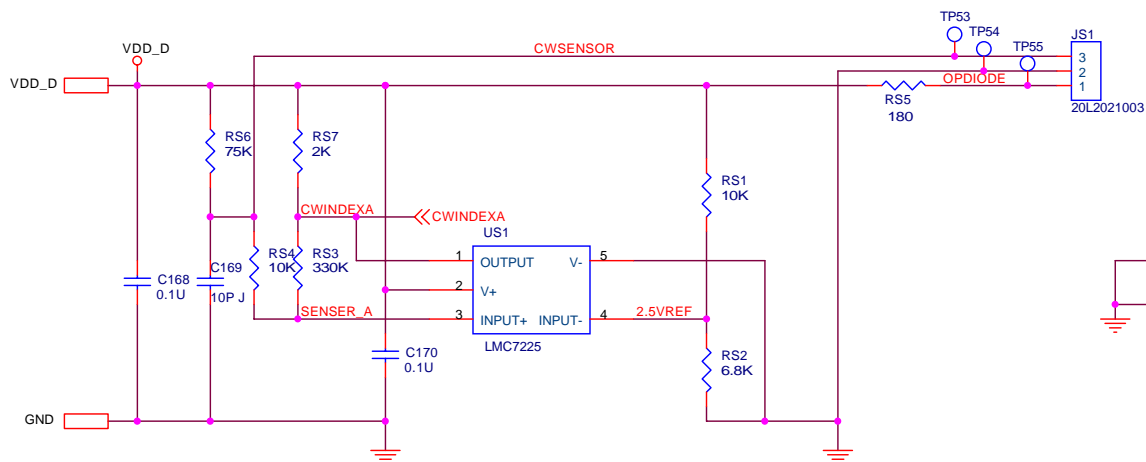 TP53
TP54
TP55
JS1
VDD_D
CWSENSOR
3
2
1
VDD_D
OPDIODE
RS5
180
20L2021003
RS6
75K
RS7
2K
RS1
10K
CWINDEXA
CWINDEXA
US1
RS4
10K
RS3
330K
C168
0.1U
C169
10P J
1
OUTPUT
V-
5
2
V+
SENSER_A
3
INPUT+
INPUT-
4
2.5VREF
LMC7225
C170
0.1U
RS2
6.8K
GND